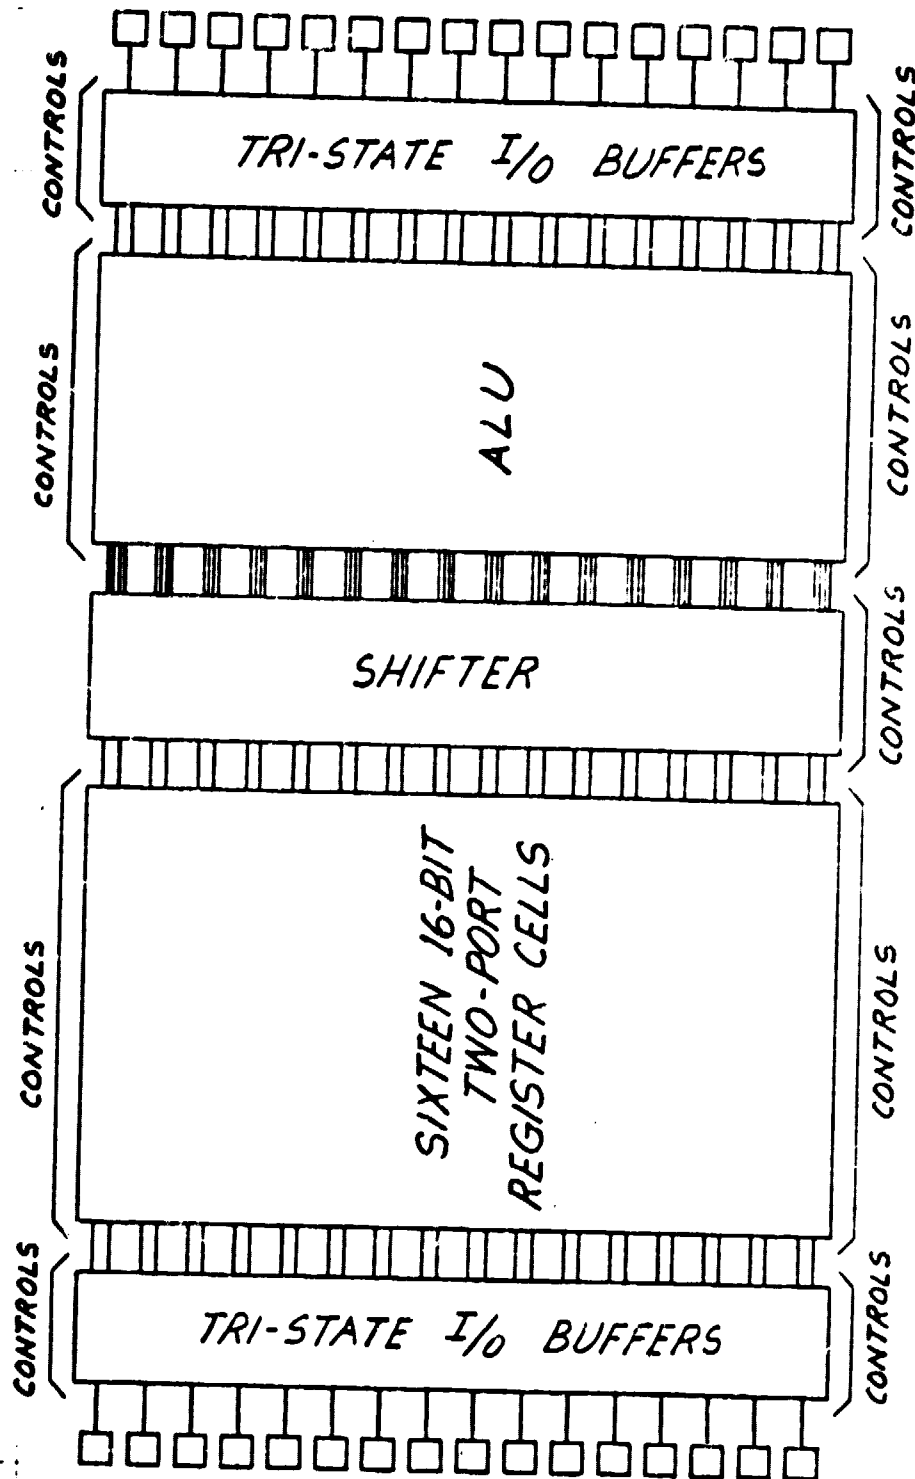 CONTROLS
TRI-STATE I/O BUFFERS
CONTROLS
CONTROLS
ALU
CONTROLS
SHIFTER
CONTROLS
CONTROLS
SIXTEEN 16-BIT
TWO-PORT
REGISTER CELLS
CONTROLS
CONTROLS
TRI-STATE I/O BUFFERS
CONTROLS